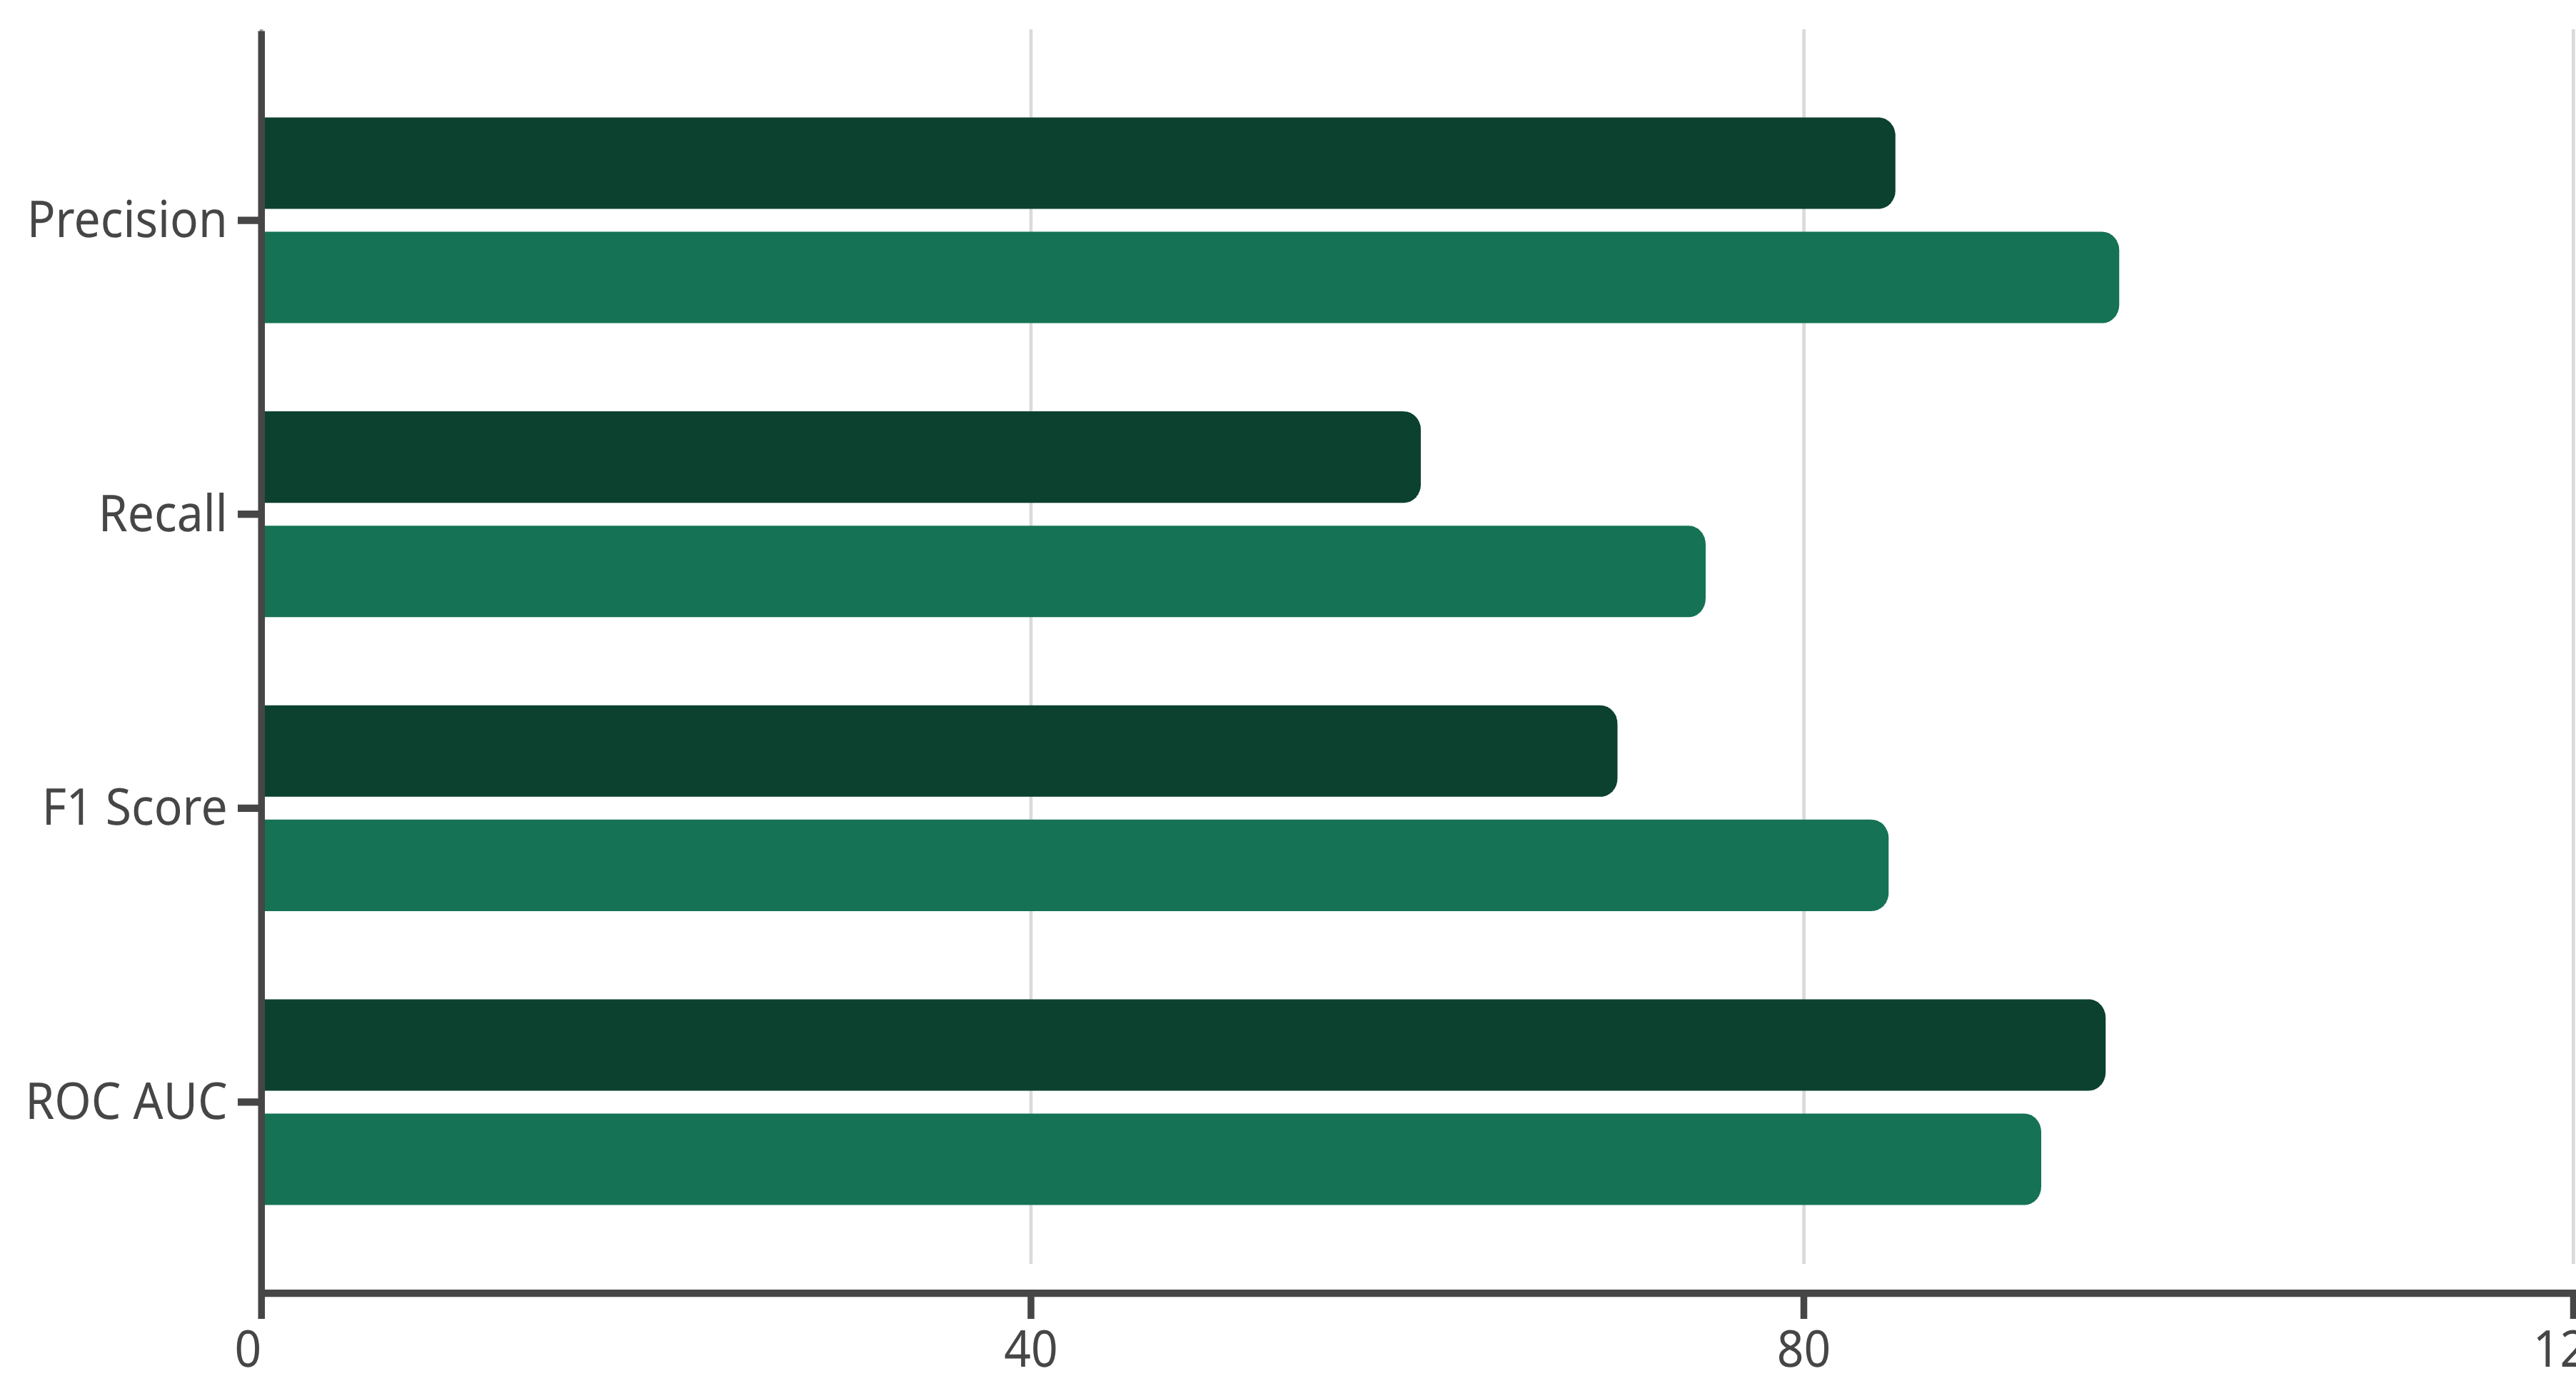 Precision
Recall
F1 Score
ROC AUC
0 40 80